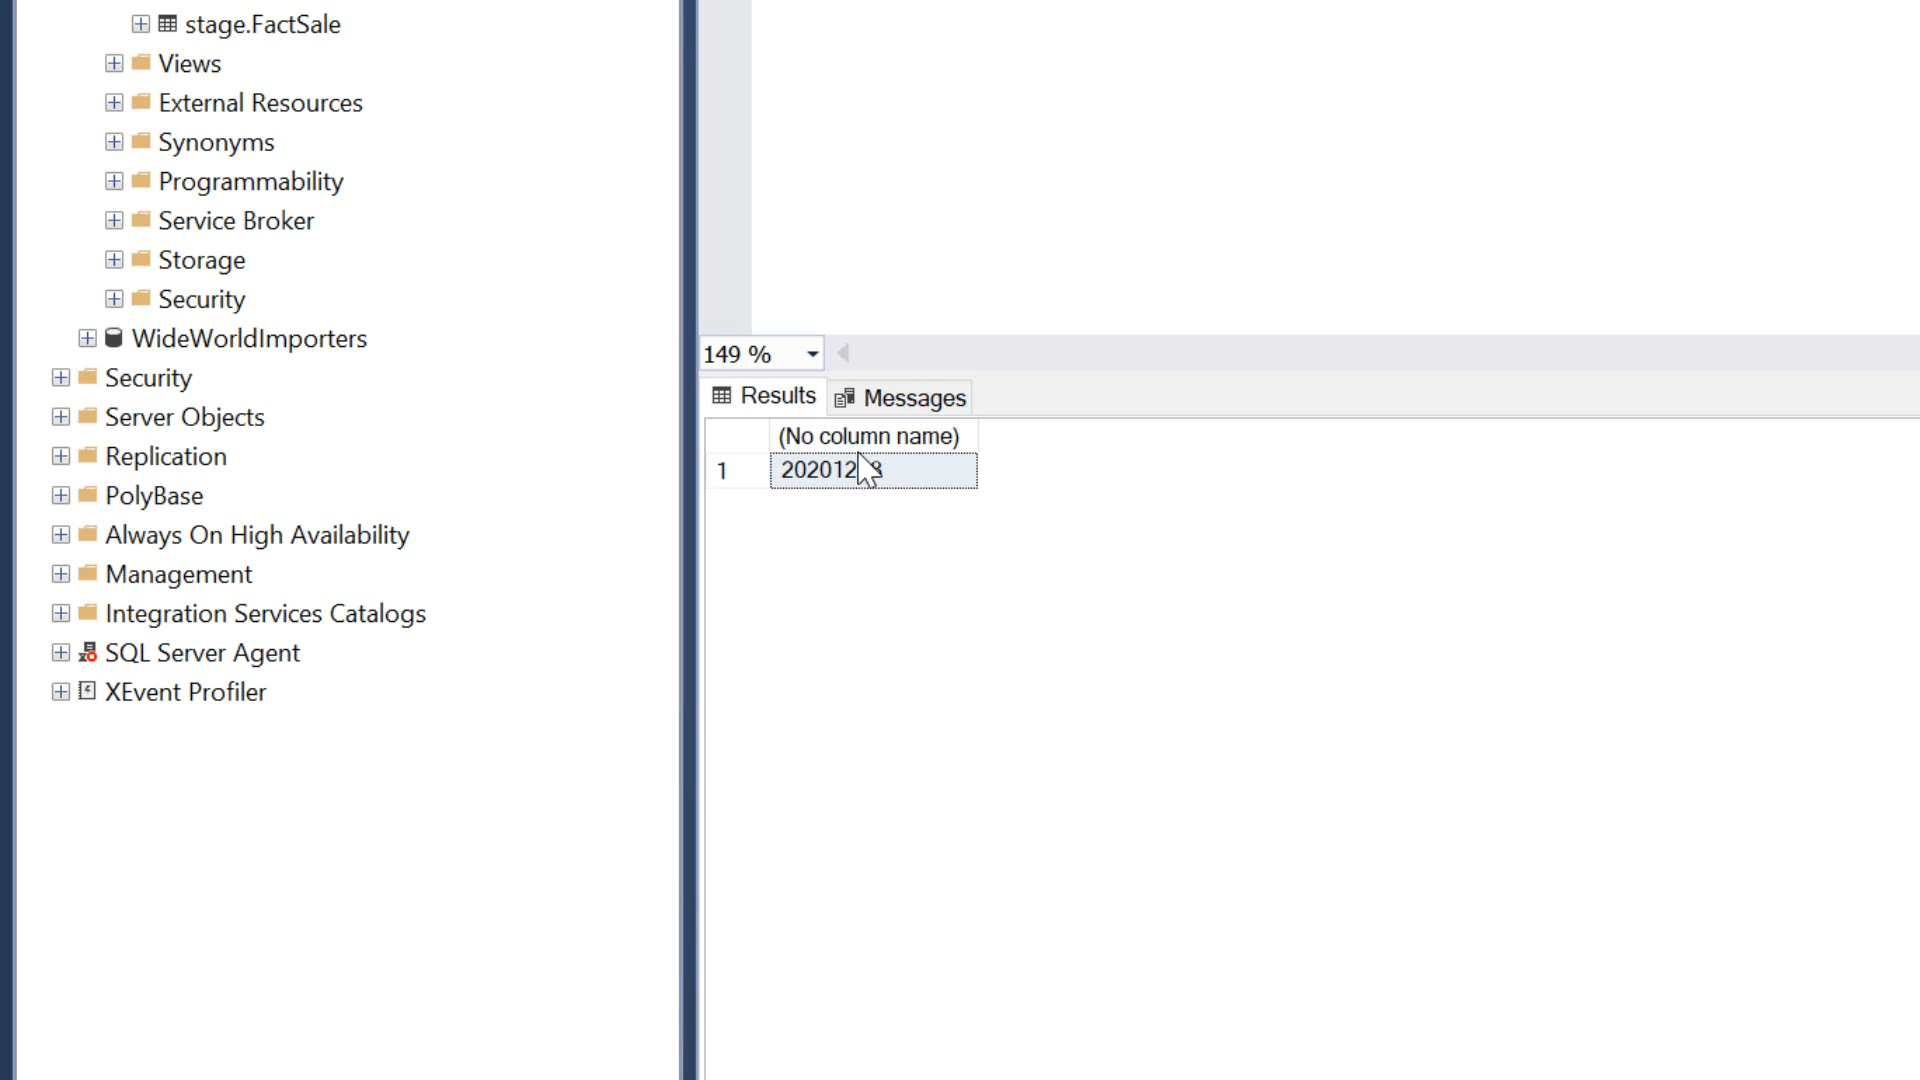 stage.FactSale
Views
External Resources
Synonyms
Programmability
Service Broker
Storage
Security
WideWorldImporters
Security
Server Objects
Replication
PolyBase
Always On High Availability
Management
Integration Services Catalogs
SQL Server Agent
XEvent Profiler
149 %
Results Messages
(No column name)
1